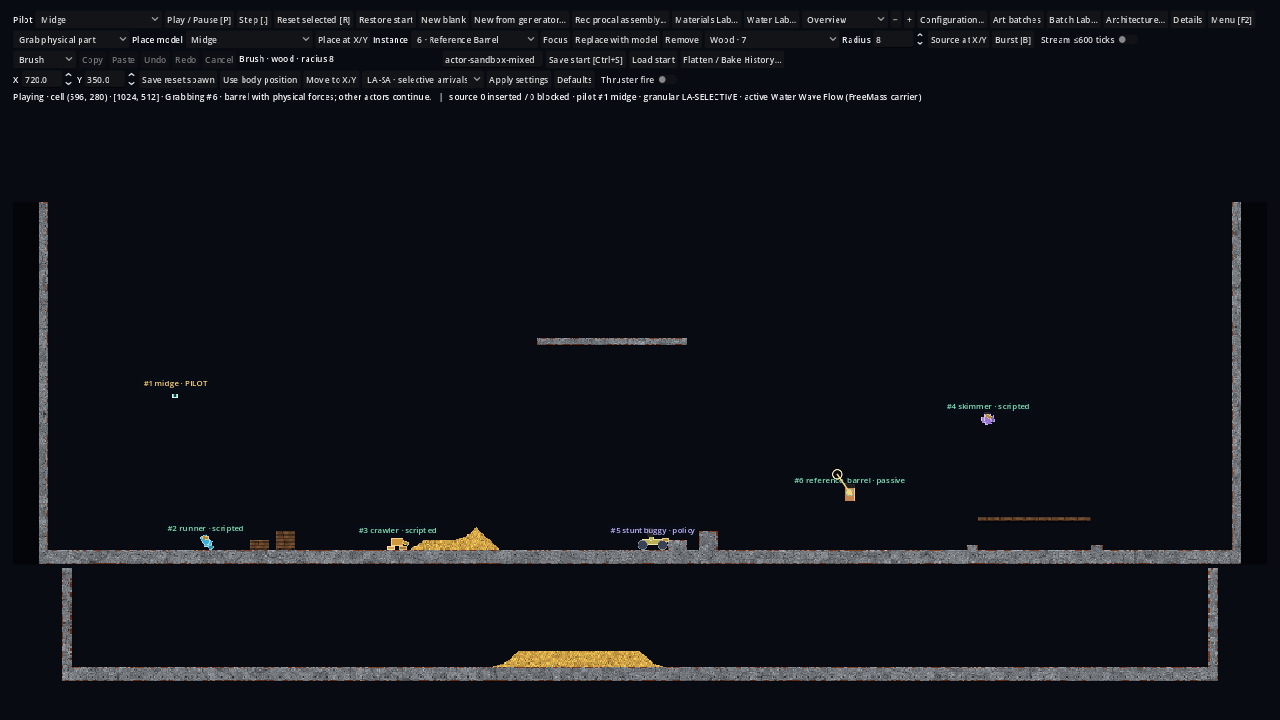 Pilot Midge Play / Pause [P] Step [.] Reset selected [R] Restore start New blank New from generator... Rec procal assembly... Materials Lab... Water Lab... Overview − + Configuration... Art batches Batch Lab... Architecture... Details Menu [F2]
Grab physical part Place model Midge Place at X/Y Instance 6 · Reference Barrel Focus Replace with model Remove Wood · 7 Radius 8 Source at X/Y Burst [B] Stream ≤600 ticks
Brush Copy Paste Undo Redo Cancel Brush · wood · radius 8 actor-sandbox-mixed Save start [Ctrl+S] Load start Flatten / Bake History...
X 720.0 Y 350.0 Save reset spawn Use body position Move to X/Y LA-SA · selective arrivals Apply settings Defaults Thruster fire
Playing · cell (596, 280) · [1024, 512] · Grabbing #6 · barrel with physical forces; other actors continue. | source 0 inserted / 0 blocked · pilot #1 midge · granular LA-SELECTIVE · active Water Wave Flow (FreeMass carrier)
#1 midge · PILOT
#4 skimmer · scripted
#6 reference barrel · passive
#2 runner · scripted
#3 crawler · scripted
#5 stunt buggy · policy